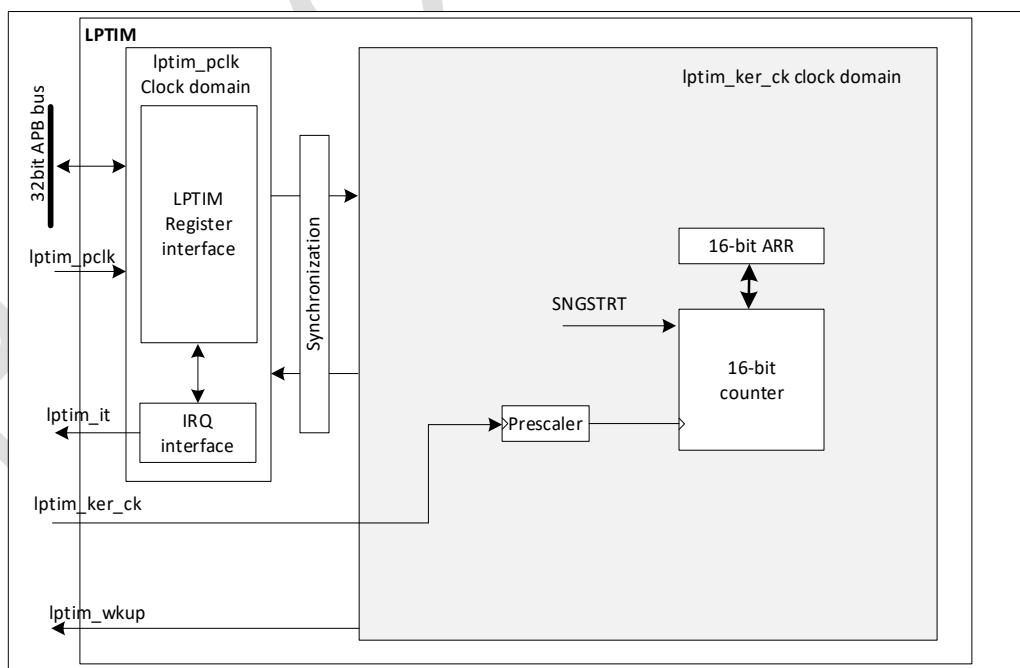 LPTIM
lptim_pclk
Clock domain
lptim_ker_ck clock domain
32bit APB bus
LPTIM
Register
interface
Synchronization
16-bit ARR
lptim_pclk
SNGSTRT
16-bit
counter
Prescaler
lptim_it
IRQ
interface
lptim_ker_ck
lptim_wkup